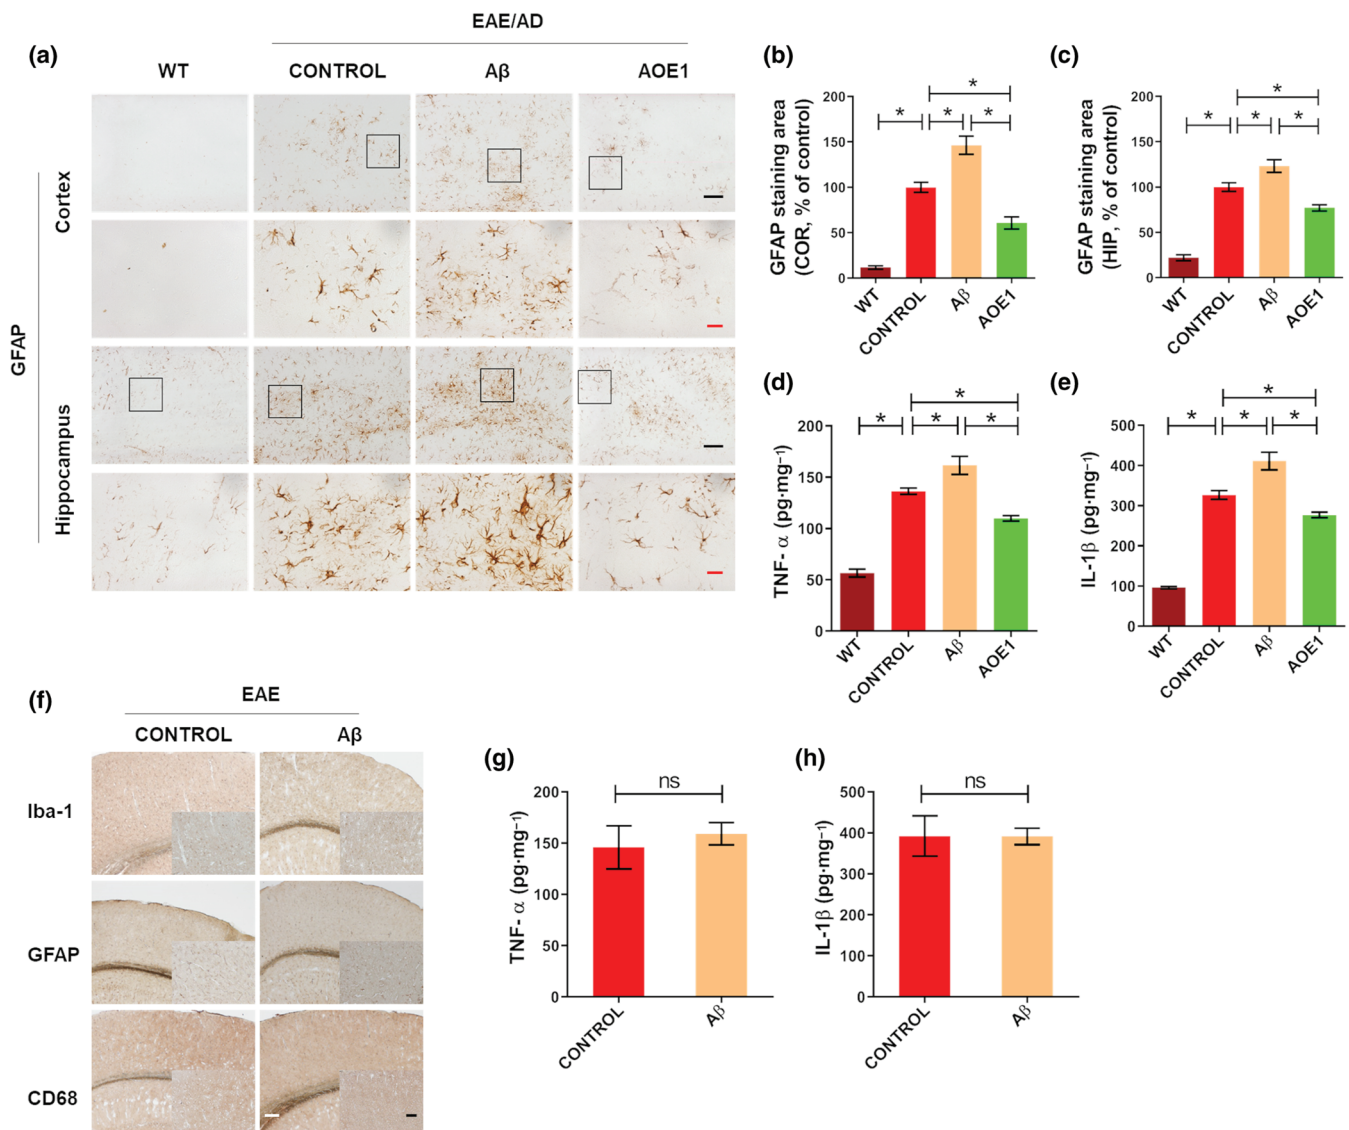 EAE/AD
(a)
WT
CONTROL
Aβ
AOE1
GFAP
Cortex
Hippocampus
(b)
GFAP staining area
(COR, % of control)
200
150
100
50
0
*
*
*
*
WT
CONTROL
Aβ
AOE1
(c)
GFAP staining area
(HIP, % of control)
200
150
100
50
0
*
*
*
*
WT
CONTROL
Aβ
AOE1
(d)
TNF- α (pg·mg⁻¹)
200
150
100
50
0
*
*
*
*
WT
CONTROL
Aβ
AOE1
(e)
IL-1β (pg·mg⁻¹)
500
400
300
200
100
0
*
*
*
*
WT
CONTROL
Aβ
AOE1
(f)
EAE
CONTROL
Aβ
Iba-1
GFAP
CD68
(g)
TNF- α (pg·mg⁻¹)
200
150
100
50
0
ns
CONTROL
Aβ
(h)
IL-1β (pg·mg⁻¹)
500
400
300
200
100
0
ns
CONTROL
Aβ